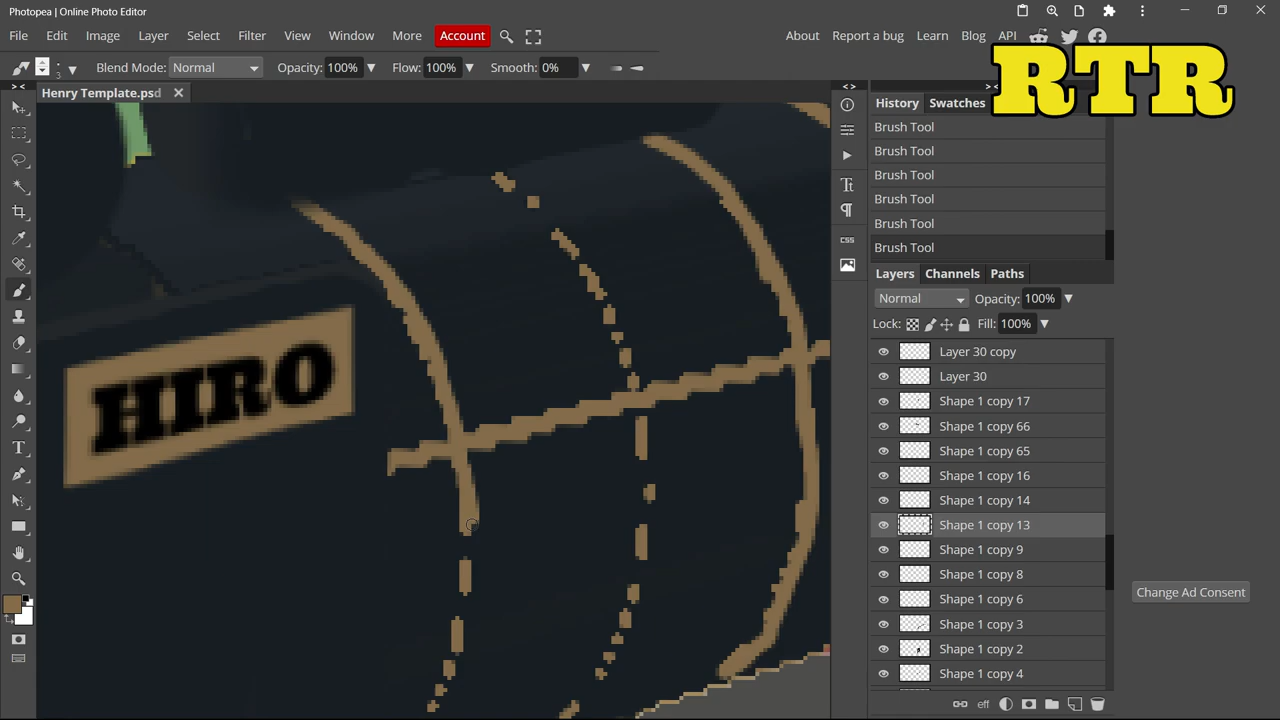 Photopea | Online Photo Editor
File Edit Image Layer Select Filter View Window More Account
About Report a bug Learn Blog API
3 Blend Mode: Normal Opacity: 100% Flow: 100% Smooth: 0%
RTR
Henry Template.psd
History Swatches
Brush Tool
Brush Tool
Brush Tool
Brush Tool
Brush Tool
Brush Tool
CSS
Layers Channels Paths
Normal Opacity: 100%
Lock: Fill: 100%
Layer 30 copy
Layer 30
Shape 1 copy 17
Shape 1 copy 66
Shape 1 copy 65
Shape 1 copy 16
Shape 1 copy 14
Shape 1 copy 13
Shape 1 copy 9
Shape 1 copy 8
Shape 1 copy 6
Shape 1 copy 3
Shape 1 copy 2
Shape 1 copy 4
eff
HIRO
Change Ad Consent